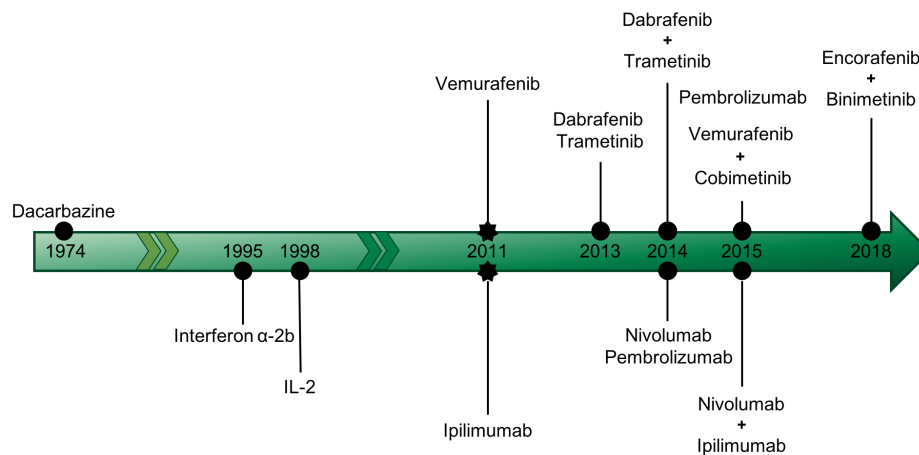 Dabrafenib
+
Trametinib
Encorafenib
+
Binimetinib
Vemurafenib
Pembrolizumab
Dabrafenib
Trametinib
Vemurafenib
+
Cobimetinib
Dacarbazine
1974
1995
1998
2011
2013
2014
2015
2018
Interferon α-2b
IL-2
Ipilimumab
Nivolumab
Pembrolizumab
Nivolumab
+
Ipilimumab